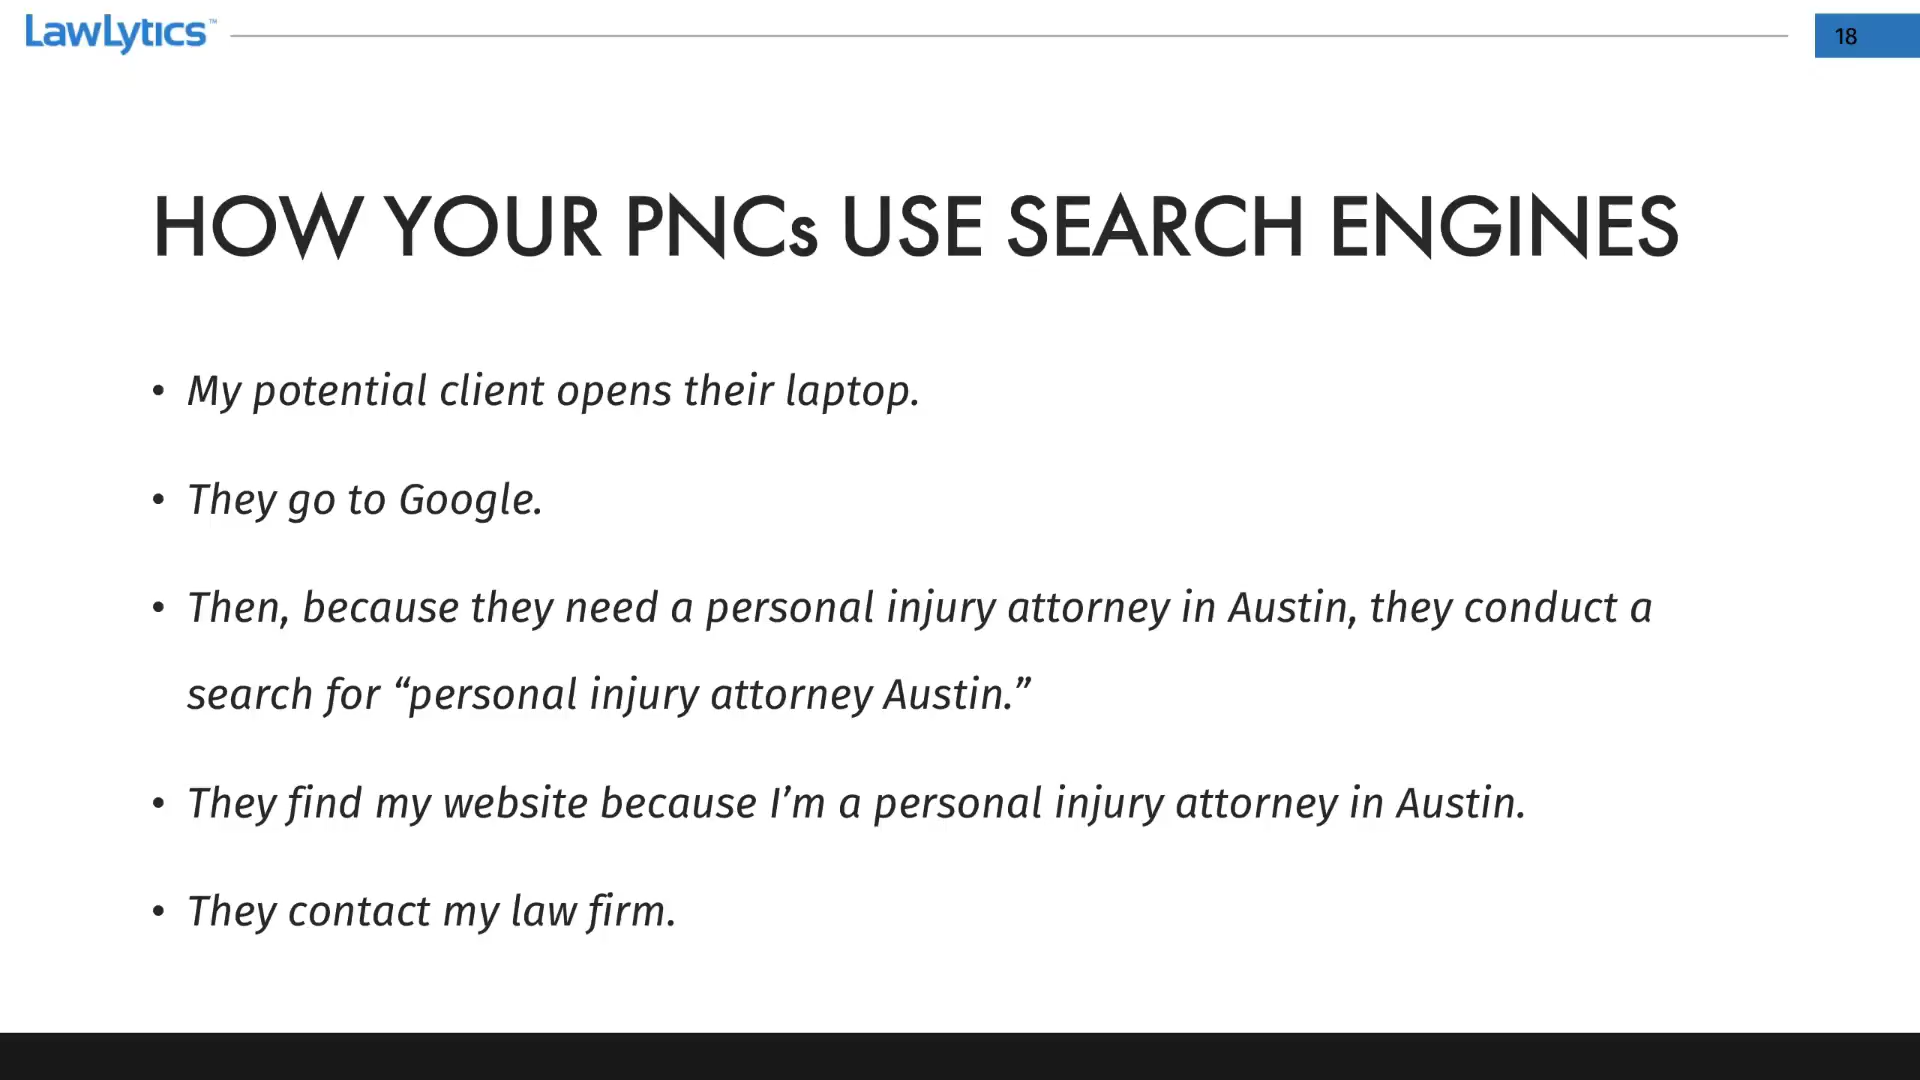 LawLytics™
18
HOW YOUR PNCs USE SEARCH ENGINES
• My potential client opens their laptop.
• They go to Google.
• Then, because they need a personal injury attorney in Austin, they conduct a
search for “personal injury attorney Austin.”
• They find my website because I’m a personal injury attorney in Austin.
• They contact my law firm.